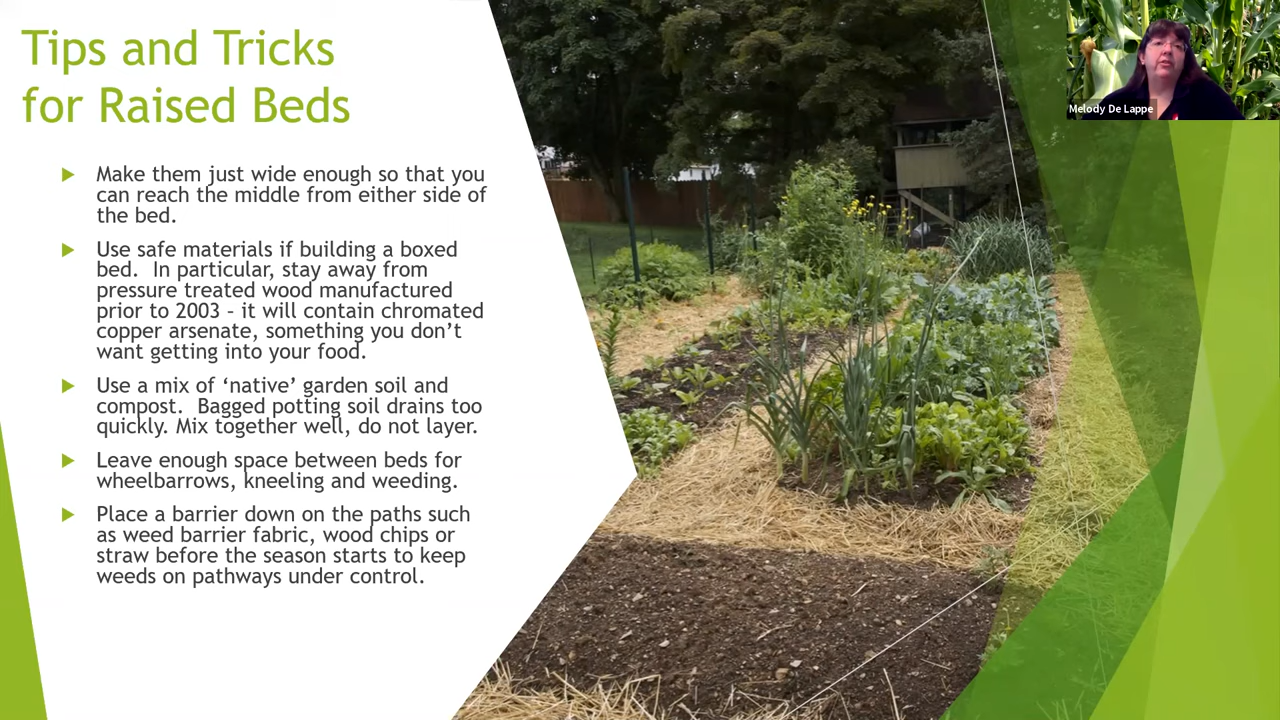 Tips and Tricks
for Raised Beds
Melody De Lappe
Make them just wide enough so that you
can reach the middle from either side of
the bed.
Use safe materials if building a boxed
bed.  In particular, stay away from
pressure treated wood manufactured
prior to 2003 – it will contain chromated
copper arsenate, something you don’t
want getting into your food.
Use a mix of ‘native’ garden soil and
compost.  Bagged potting soil drains too
quickly. Mix together well, do not layer.
Leave enough space between beds for
wheelbarrows, kneeling and weeding.
Place a barrier down on the paths such
as weed barrier fabric, wood chips or
straw before the season starts to keep
weeds on pathways under control.